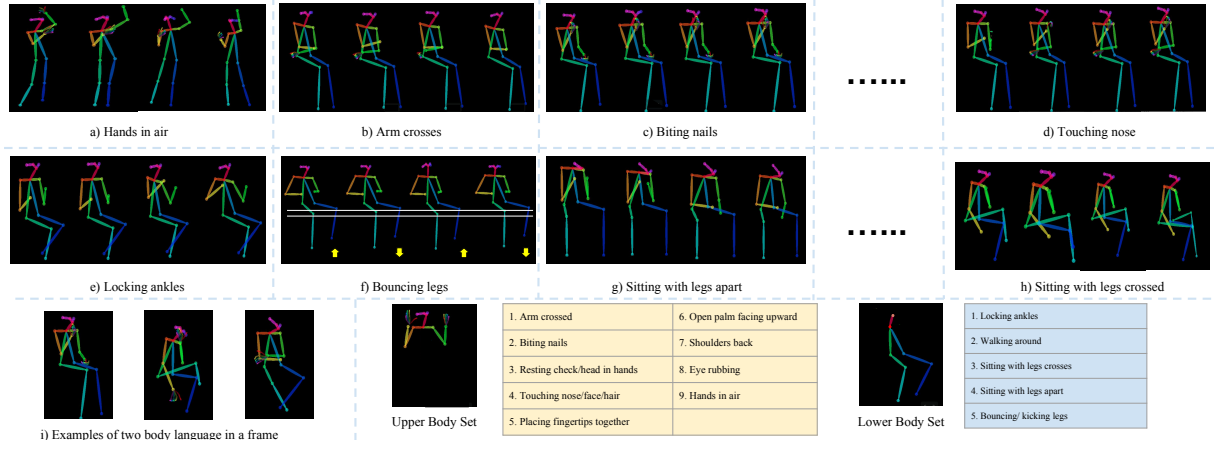 a) Hands in air
b) Arm crosses
c) Biting nails
......
d) Touching nose
e) Locking ankles
f) Bouncing legs
g) Sitting with legs apart
......
h) Sitting with legs crossed
i) Examples of two body language in a frame
Upper Body Set
1. Arm crossed
6. Open palm facing upward
2. Biting nails
7. Shoulders back
3. Resting check/head in hands
8. Eye rubbing
4. Touching nose/face/hair
9. Hands in air
5. Placing fingertips together
Lower Body Set
1. Locking ankles
2. Walking around
3. Sitting with legs crosses
4. Sitting with legs apart
5. Bouncing/ kicking legs